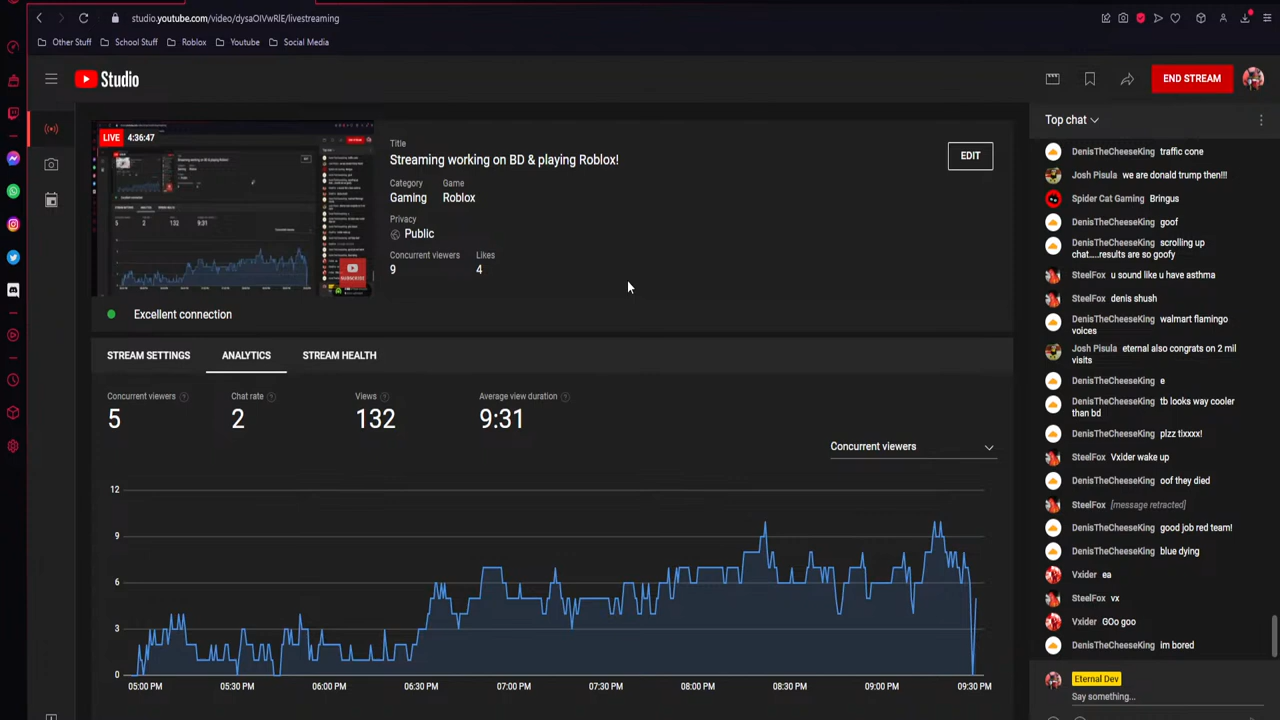 studio.youtube.com/video/dysaOIVwRlE/livestreaming
Other Stuff
School Stuff
Roblox
Youtube
Social Media
Studio
END STREAM
LIVE 4:36:47
Title
Streaming working on BD & playing Roblox!
EDIT
Category
Game
Gaming
Roblox
Privacy
Public
Concurrent viewers
Likes
9
4
Excellent connection
STREAM SETTINGS
ANALYTICS
STREAM HEALTH
Concurrent viewers
Chat rate
Views
Average view duration
5
2
132
9:31
Concurrent viewers
12
9
6
3
0
05:00 PM
05:30 PM
06:00 PM
06:30 PM
07:00 PM
07:30 PM
08:00 PM
08:30 PM
09:00 PM
09:30 PM
Top chat
DenisTheCheeseKing traffic cone
Josh Pisula we are donald trump then!!!
Spider Cat Gaming Bringus
DenisTheCheeseKing goof
DenisTheCheeseKing scrolling up
chat.....results are so goofy
SteelFox u sound like u have asthma
SteelFox denis shush
DenisTheCheeseKing walmart flamingo
voices
Josh Pisula eternal also congrats on 2 mil
visits
DenisTheCheeseKing e
DenisTheCheeseKing tb looks way cooler
than bd
DenisTheCheeseKing plzz tixxxx!
SteelFox Vxider wake up
DenisTheCheeseKing oof they died
SteelFox [message retracted]
DenisTheCheeseKing good job red team!
DenisTheCheeseKing blue dying
Vxider ea
SteelFox vx
Vxider GOo goo
DenisTheCheeseKing im bored
Eternal Dev
Say something...